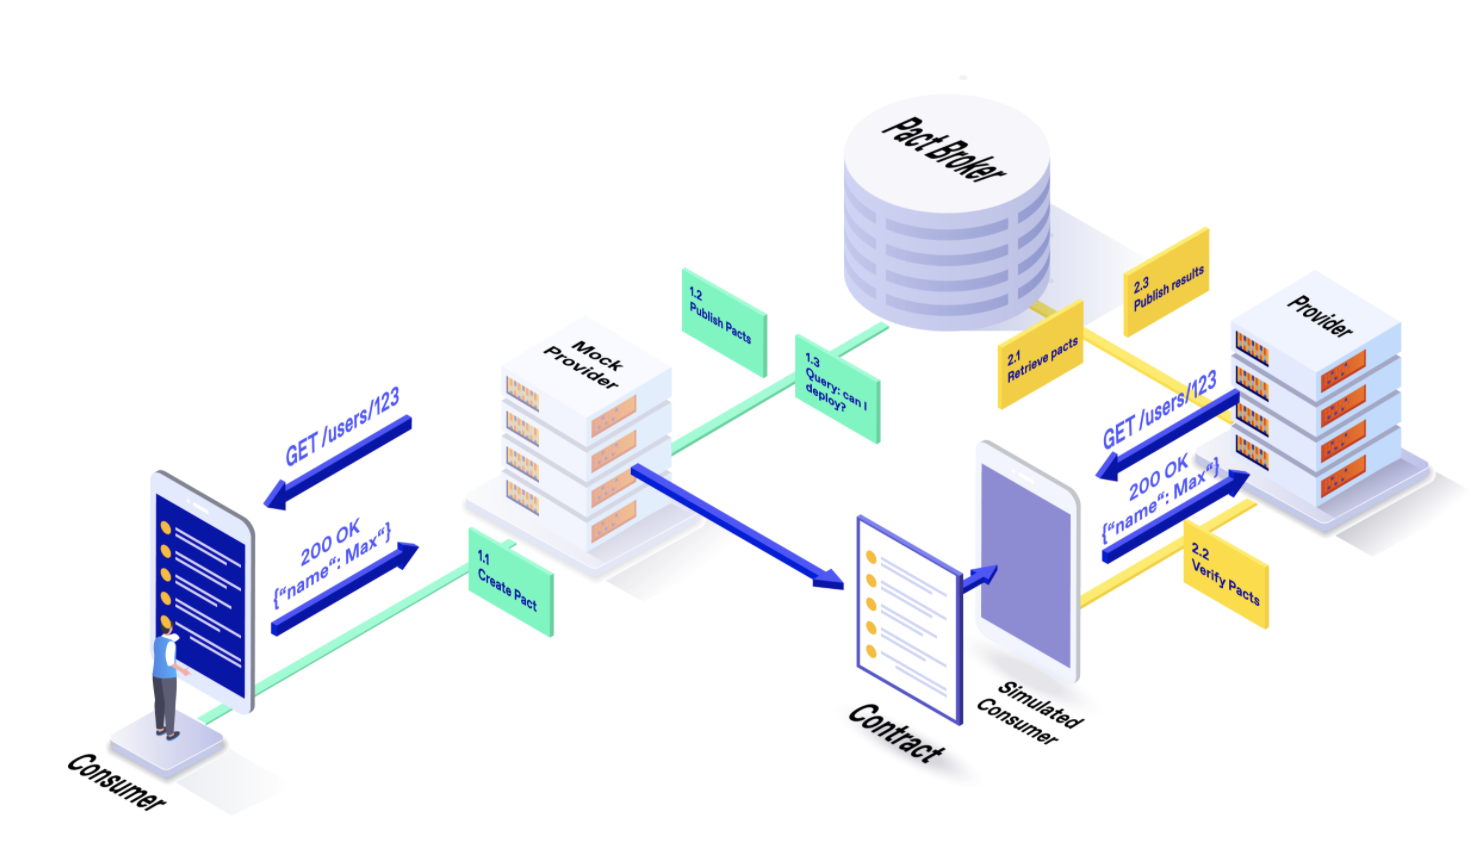 Pact Broker
1.2
Publish Pacts
1.3
Query: can I
deploy?
2.1
Retrieve pacts
2.3
Publish results
Provider
Mock
Provider
GET /users/123
200 OK
{“name“: Max“}
1.1
Create Pact
Consumer
GET /users/123
200 OK
{“name“: Max“}
2.2
Verify Pacts
Simulated
Consumer
Contract